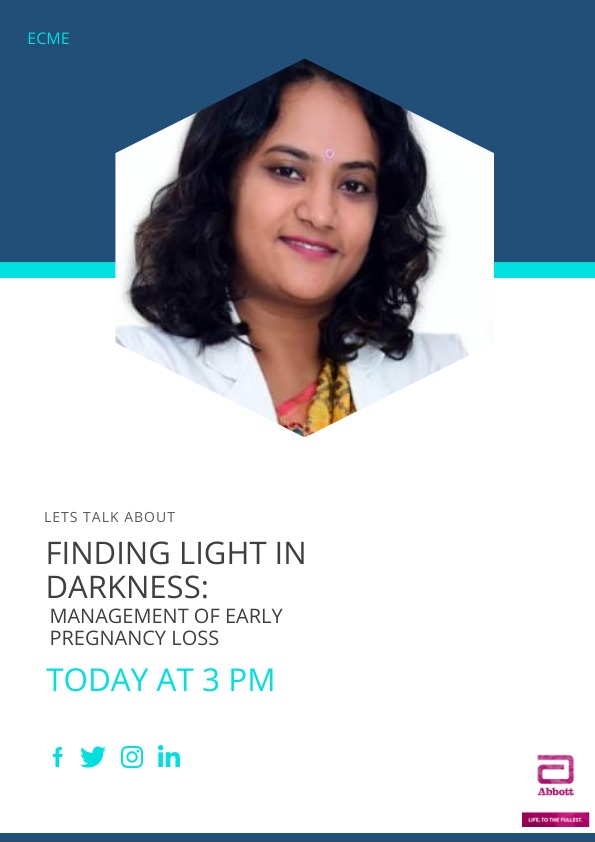 ECME
LETS TALK ABOUT
FINDING LIGHT IN
DARKNESS:
MANAGEMENT OF EARLY
PREGNANCY LOSS
TODAY AT 3 PM
Abbott
LIFE. TO THE FULLEST.